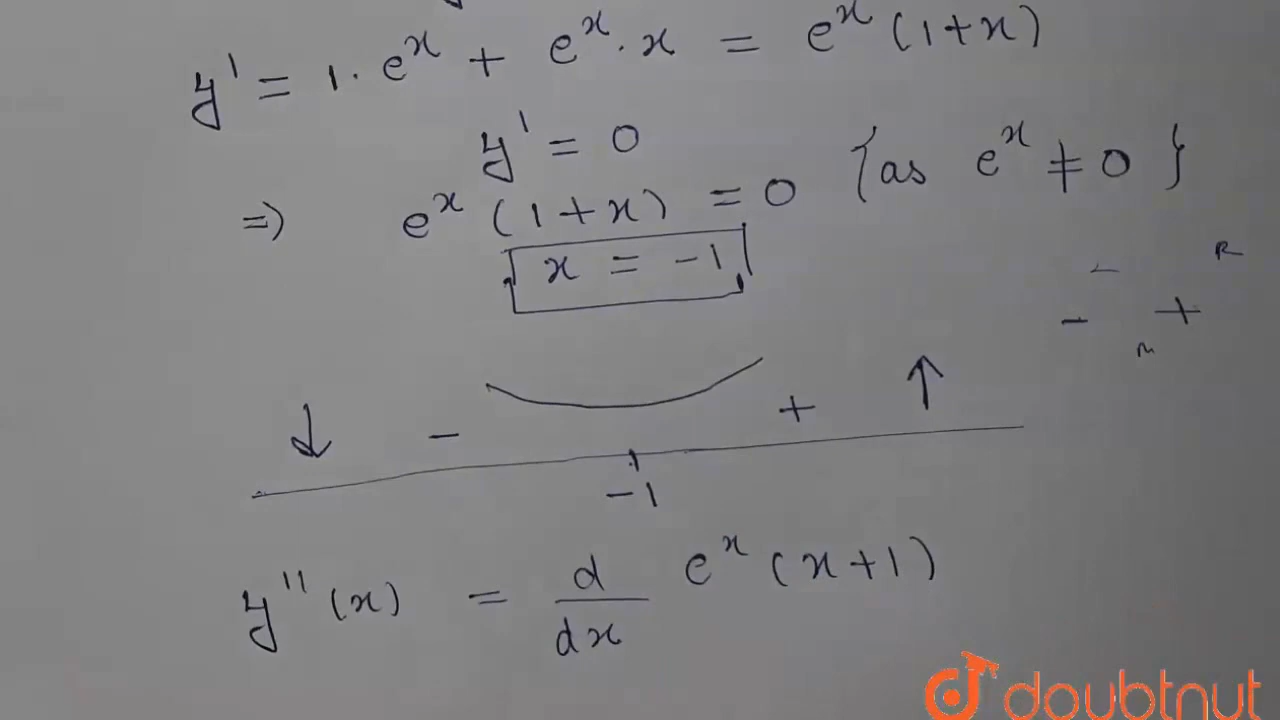 y' = 1 · e^x + e^x · x = e^x (1+x)
y' = 0
=) e^x (1+x) = 0 {as e^x ≠ 0 }
x = -1
- R
- +
m
↓ - + ↑
-1
y''(x) = d/dx e^x (x+1)
doubtnut